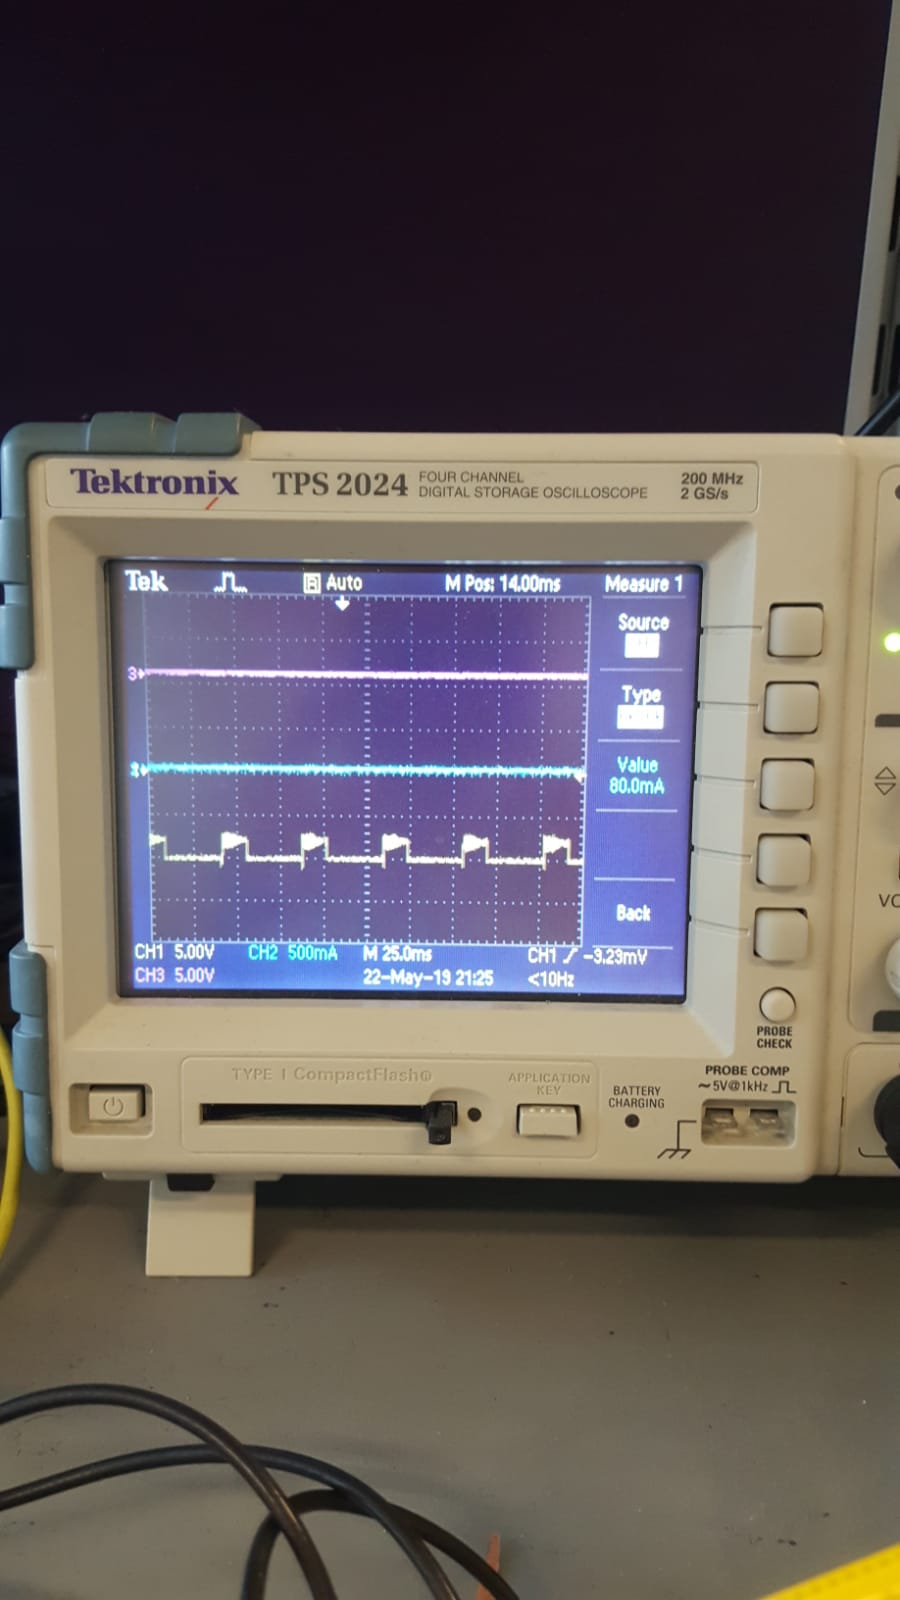 Tektronix TPS 2024 FOUR CHANNEL DIGITAL STORAGE OSCILLOSCOPE 200 MHz 2 GS/s
Tek R Auto M Pos: 14.00ms Measure 1
Source
Type
3
Value
80.0mA
Back
CH1 5.00V CH2 500mA M 25.0ms CH1 -3.23mV
CH3 5.00V 22-May-19 21:25 <10Hz
PROBE CHECK
TYPE I CompactFlash®
APPLICATION KEY
BATTERY CHARGING
PROBE COMP
~5V@1kHz